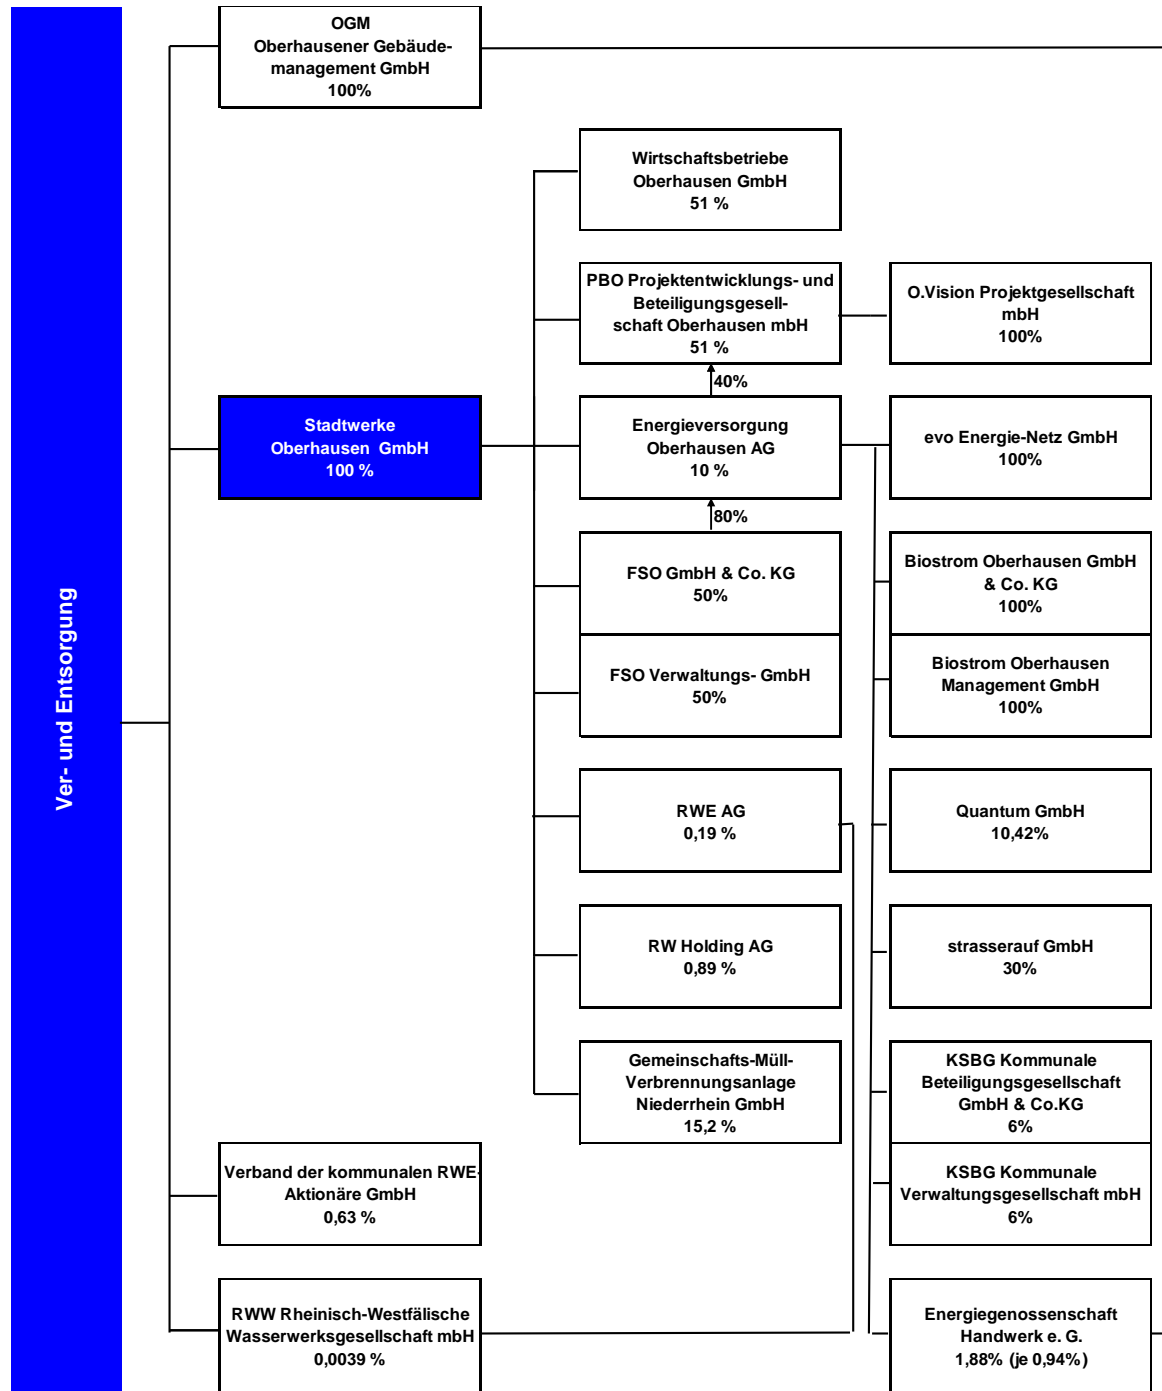 Ver- und Entsorgung
OGM
Oberhausener Gebäude-
management GmbH
100%
Stadtwerke
Oberhausen GmbH
100 %
Verband der kommunalen RWE-
Aktionäre GmbH
0,63 %
RWW Rheinisch-Westfälische
Wasserwerksgesellschaft mbH
0,0039 %
Wirtschaftsbetriebe
Oberhausen GmbH
51 %
PBO Projektentwicklungs- und
Beteiligungsgesell-
schaft Oberhausen mbH
51 %
40%
Energieversorgung
Oberhausen AG
10 %
80%
FSO GmbH & Co. KG
50%
FSO Verwaltungs- GmbH
50%
RWE AG
0,19 %
RW Holding AG
0,89 %
Gemeinschafts-Müll-
Verbrennungsanlage
Niederrhein GmbH
15,2 %
O.Vision Projektgesellschaft
mbH
100%
evo Energie-Netz GmbH
100%
Biostrom Oberhausen GmbH
& Co. KG
100%
Biostrom Oberhausen
Management GmbH
100%
Quantum GmbH
10,42%
strasserauf GmbH
30%
KSBG Kommunale
Beteiligungsgesellschaft
GmbH & Co.KG
6%
KSBG Kommunale
Verwaltungsgesellschaft mbH
6%
Energiegenossenschaft
Handwerk e. G.
1,88% (je 0,94%)